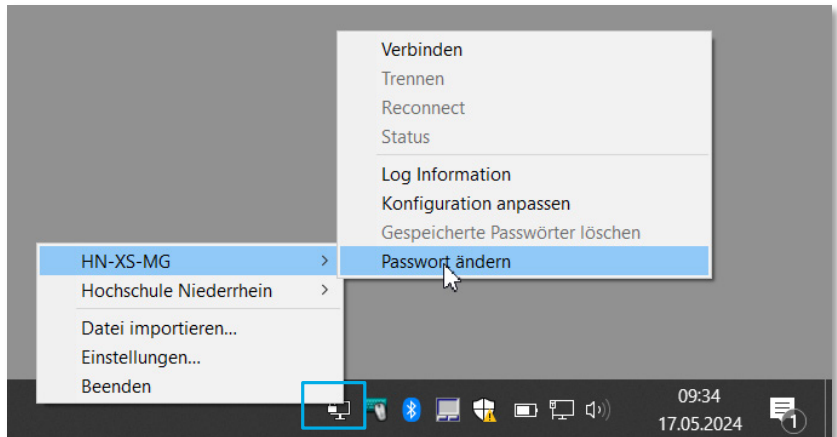 Verbinden
Trennen
Reconnect
Status
Log Information
Konfiguration anpassen
Gespeicherte Passwörter löschen
Passwort ändern
HN-XS-MG
Hochschule Niederrhein
Datei importieren...
Einstellungen...
Beenden
09:34
17.05.2024
1